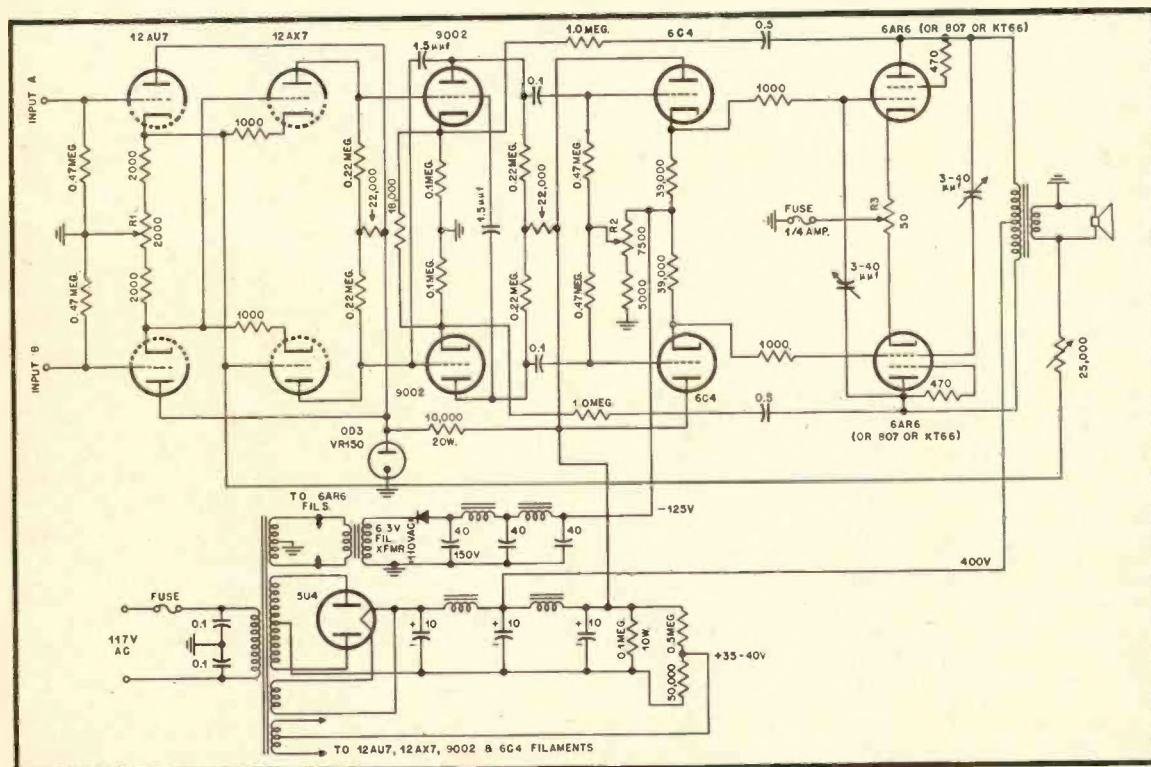 12AU7
12AX7
9002
1.5µµf
1.0 MEG.
0.5
6C4
6AR6 (OR 807 OR KT66)
470
INPUT A
1000
0.1
1000
0.47MEG.
2000
0.22MEG.
0.1MEG.
0.22MEG.
0.47MEG.
39,000
3-40
µµf
R1
2000
22,000
18,000
1.5µµf
22,000
R2
7500
FUSE
1/4 AMP.
R3
50
0.47MEG.
2000
0.22MEG.
0.1MEG.
0.22MEG.
0.47MEG.
5000
39,000
3-40
µµf
1000
0.1
1000
25,000
INPUT B
9002
1.0MEG.
6C4
0.5
470
OD3
VR150
10,000
20W.
6AR6
(OR 807 OR KT66)
TO 6AR6
FILS.
-125V
6.3V
FIL
XFMR
110VAC
40
150V
40
40
400V
FUSE
5U4
117V
AC
0.1
0.1
+
10
-
+
10
-
+
10
-
0.1MEG.
10W.
0.5MEG.
+35-40V
50,000
TO 12AU7, 12AX7, 9002 & 6C4 FILAMENTS